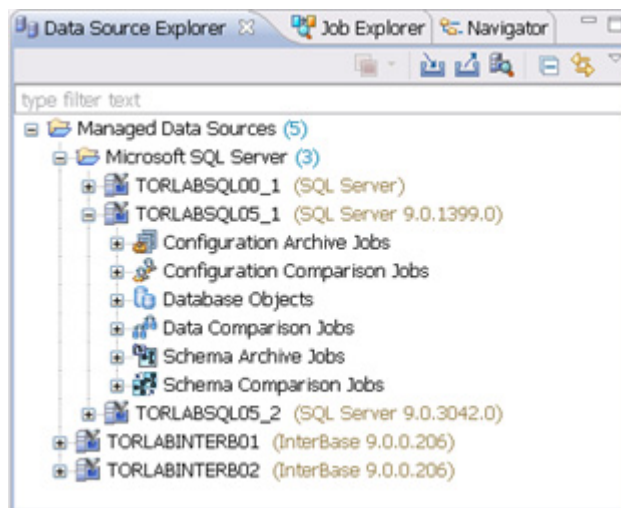 Data Source Explorer Job Explorer Navigator
type filter text
Managed Data Sources (5)
Microsoft SQL Server (3)
TORLABSQL00_1 (SQL Server)
TORLABSQL05_1 (SQL Server 9.0.1399.0)
Configuration Archive Jobs
Configuration Comparison Jobs
Database Objects
Data Comparison Jobs
Schema Archive Jobs
Schema Comparison Jobs
TORLABSQL05_2 (SQL Server 9.0.3042.0)
TORLABINTERB01 (InterBase 9.0.0.206)
TORLABINTERB02 (InterBase 9.0.0.206)